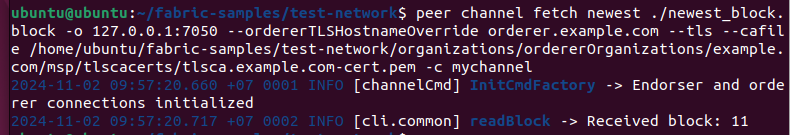 ubuntu@ubuntu:~/fabric-samples/test-network$ peer channel fetch newest ./newest_block.
block -o 127.0.0.1:7050 --ordererTLSHostnameOverride orderer.example.com --tls --cafil
e /home/ubuntu/fabric-samples/test-network/organizations/ordererOrganizations/example.
com/msp/tlscacerts/tlsca.example.com-cert.pem -c mychannel
2024-11-02 09:57:20.660 +07 0001 INFO [channelCmd] InitCmdFactory -> Endorser and orde
rer connections initialized
2024-11-02 09:57:20.717 +07 0002 INFO [cli.common] readBlock -> Received block: 11